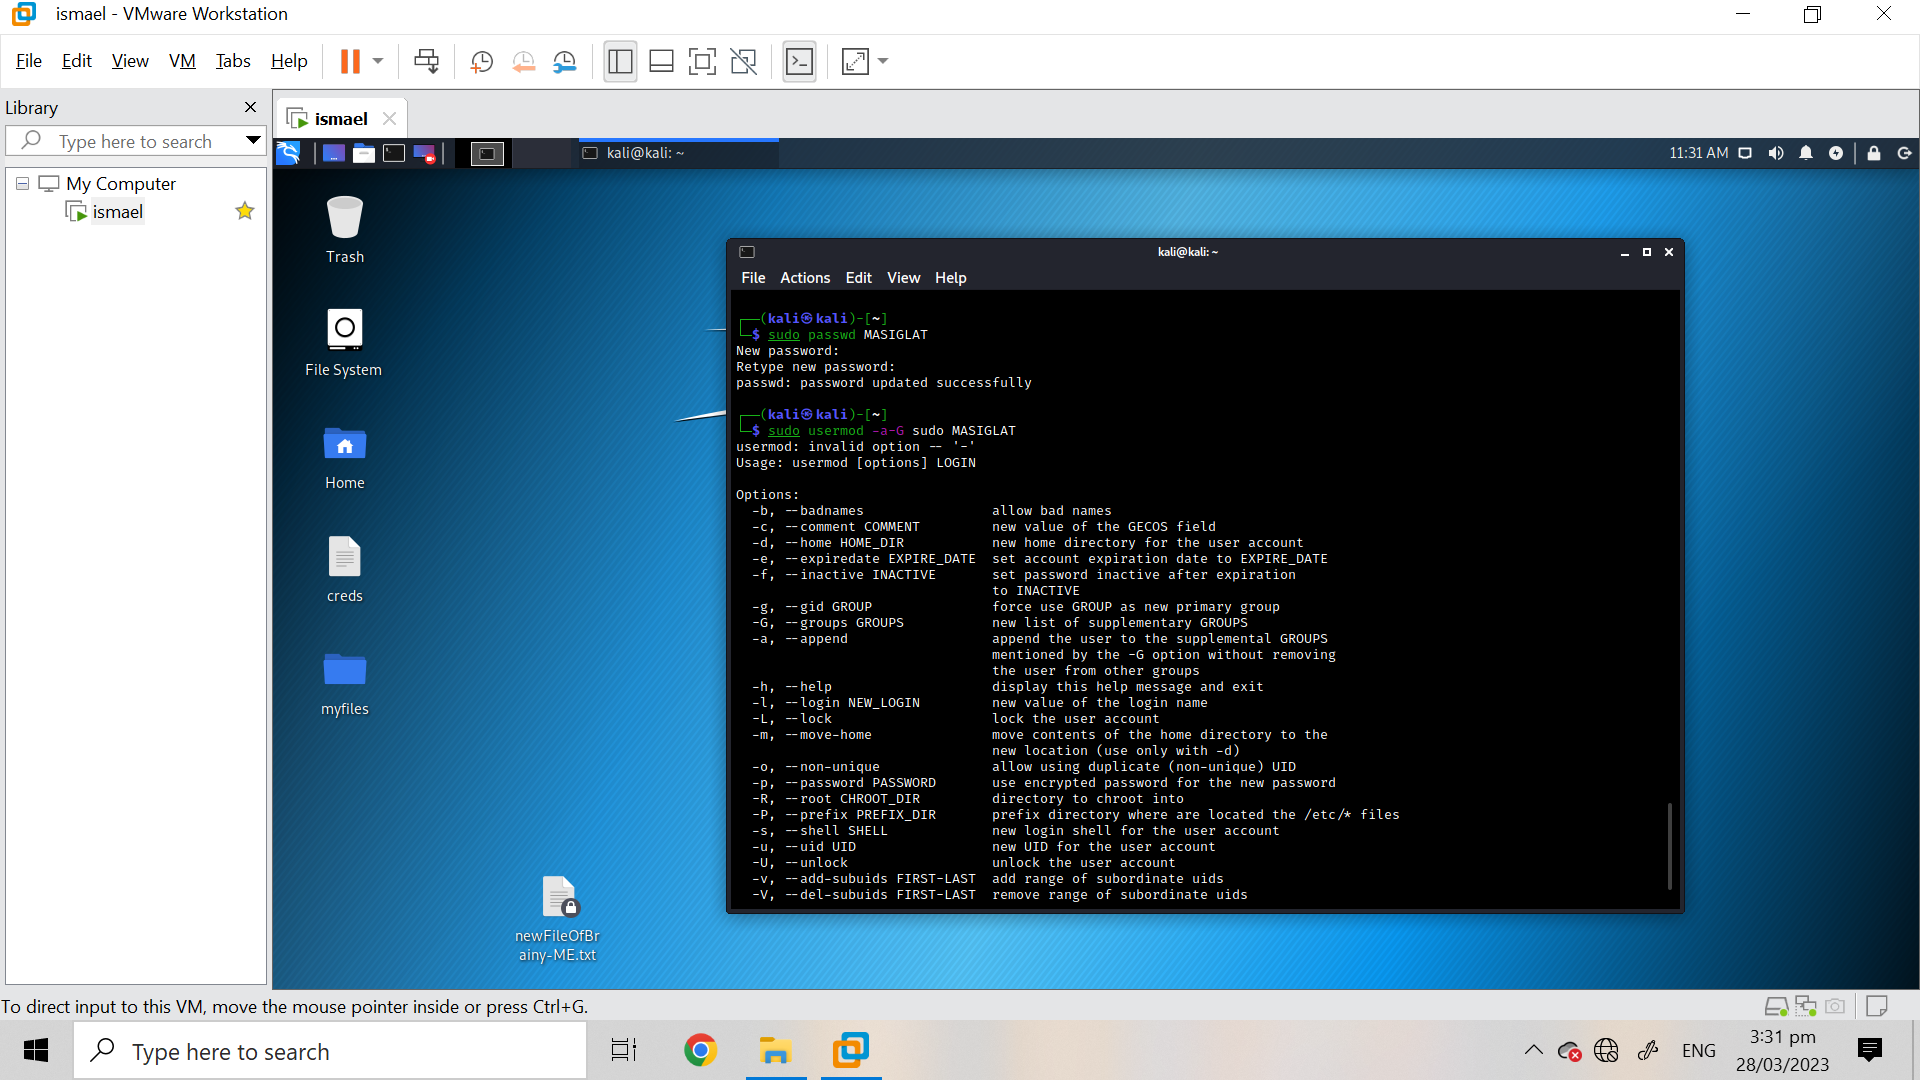 ismael - VMware Workstation
File Edit View VM Tabs Help
Library
Type here to search
My Computer
ismael
ismael
kali@kali: ~
11:31 AM
Trash
File System
Home
creds
myfiles
newFileOfBr
ainy-ME.txt
kali@kali: ~
File Actions Edit View Help
(kali㉿kali)-[~]
$ sudo passwd MASIGLAT
New password:
Retype new password:
passwd: password updated successfully
(kali㉿kali)-[~]
$ sudo usermod -a-G sudo MASIGLAT
usermod: invalid option -- '-'
Usage: usermod [options] LOGIN
Options:
-b, --badnames allow bad names
-c, --comment COMMENT new value of the GECOS field
-d, --home HOME_DIR new home directory for the user account
-e, --expiredate EXPIRE_DATE set account expiration date to EXPIRE_DATE
-f, --inactive INACTIVE set password inactive after expiration
to INACTIVE
-g, --gid GROUP force use GROUP as new primary group
-G, --groups GROUPS new list of supplementary GROUPS
-a, --append append the user to the supplemental GROUPS
mentioned by the -G option without removing
the user from other groups
-h, --help display this help message and exit
-l, --login NEW_LOGIN new value of the login name
-L, --lock lock the user account
-m, --move-home move contents of the home directory to the
new location (use only with -d)
-o, --non-unique allow using duplicate (non-unique) UID
-p, --password PASSWORD use encrypted password for the new password
-R, --root CHROOT_DIR directory to chroot into
-P, --prefix PREFIX_DIR prefix directory where are located the /etc/* files
-s, --shell SHELL new login shell for the user account
-u, --uid UID new UID for the user account
-U, --unlock unlock the user account
-v, --add-subuids FIRST-LAST add range of subordinate uids
-V, --del-subuids FIRST-LAST remove range of subordinate uids
To direct input to this VM, move the mouse pointer inside or press Ctrl+G.
Type here to search
ENG
3:31 pm
28/03/2023